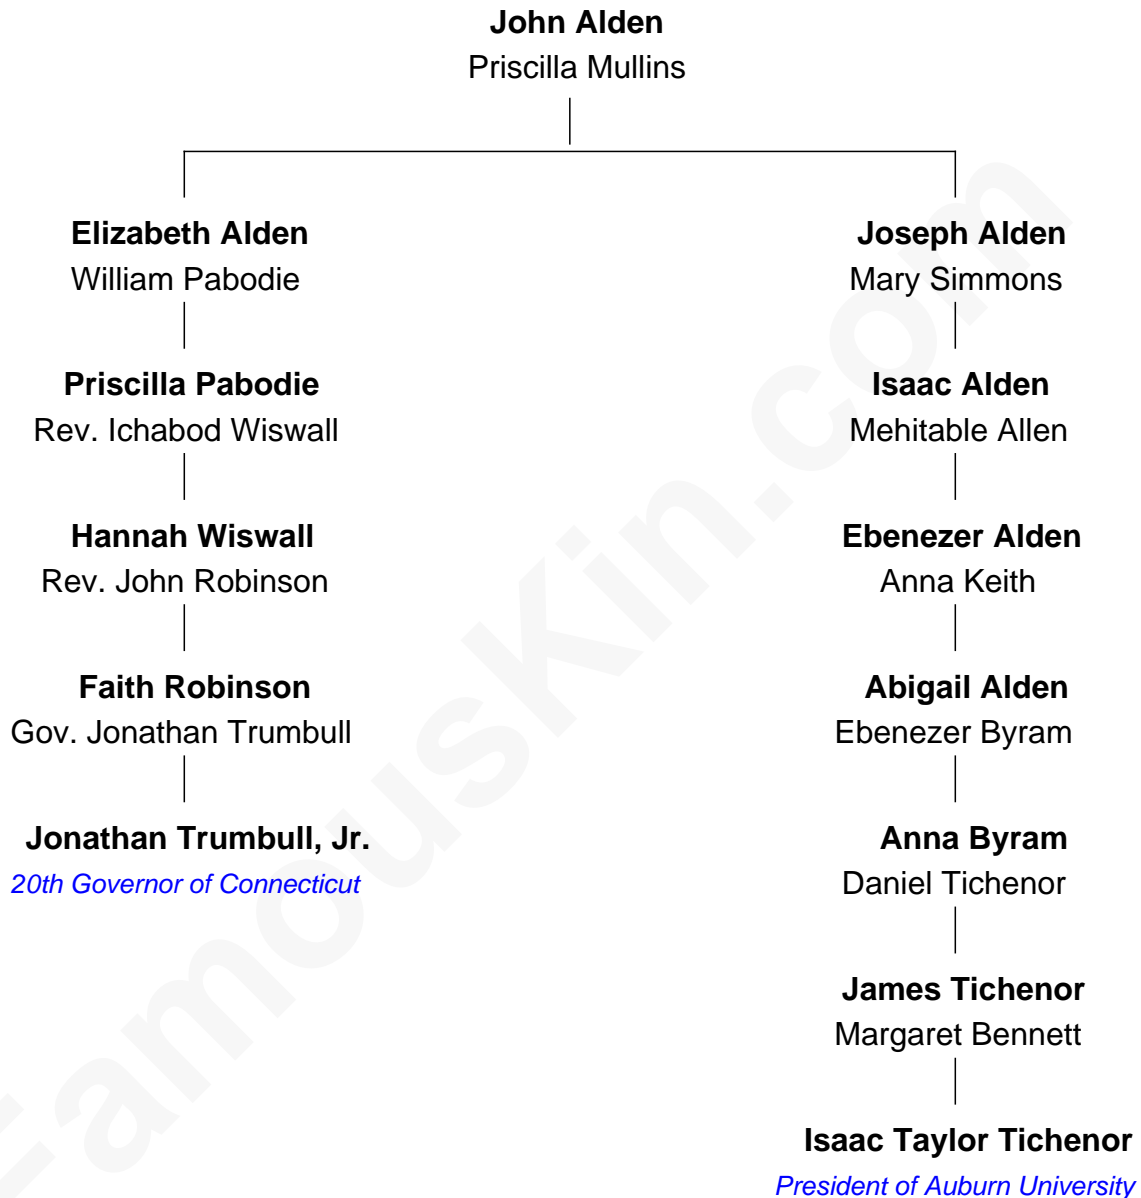 John Alden
Priscilla Mullins
Elizabeth Alden
William Pabodie
Joseph Alden
Mary Simmons
Priscilla Pabodie
Rev. Ichabod Wiswall
Isaac Alden
Mehitable Allen
Hannah Wiswall
Rev. John Robinson
Ebenezer Alden
Anna Keith
Faith Robinson
Gov. Jonathan Trumbull
Abigail Alden
Ebenezer Byram
Jonathan Trumbull, Jr.
20th Governor of Connecticut
Anna Byram
Daniel Tichenor
James Tichenor
Margaret Bennett
Isaac Taylor Tichenor
President of Auburn University
FamousKin.com